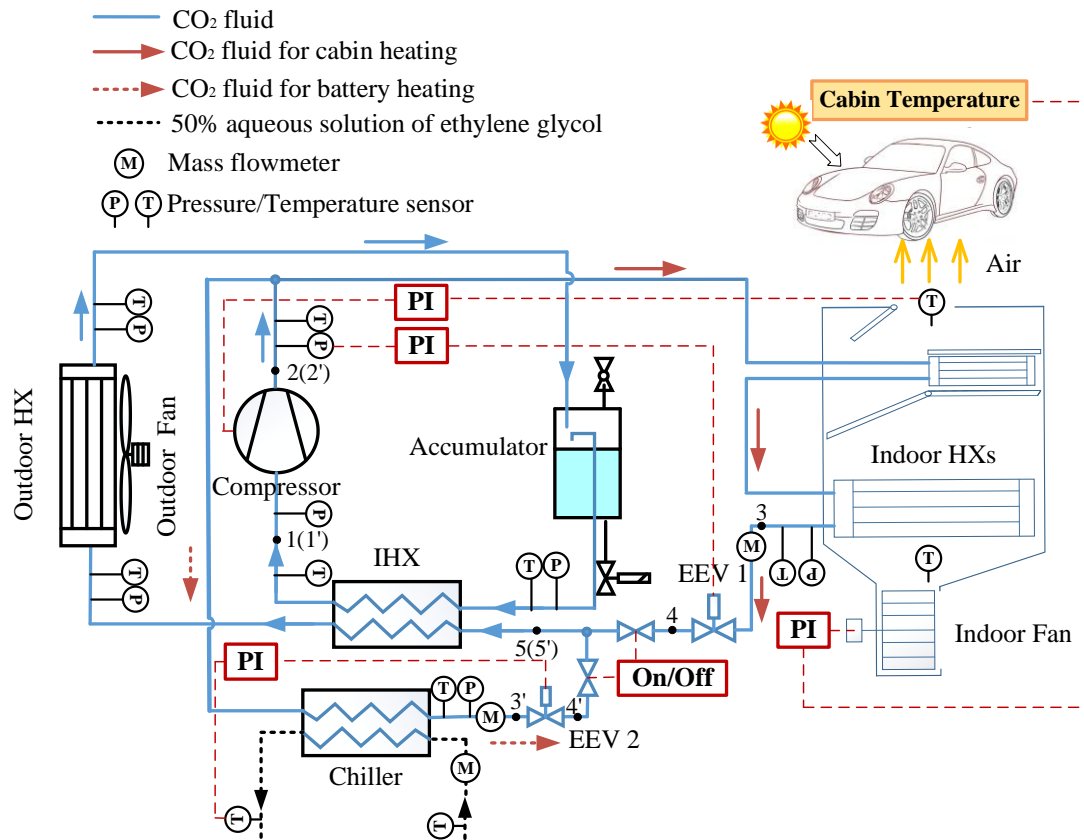 CO₂ fluid
CO₂ fluid for cabin heating
CO₂ fluid for battery heating
50% aqueous solution of ethylene glycol
M Mass flowmeter
P T Pressure/Temperature sensor
Cabin Temperature
Air
T
T
P
PI
T
P
PI
2(2')
Outdoor HX
Outdoor Fan
Compressor
Accumulator
Indoor HXs
P
1(1')
T
IHX
T P
EEV 1
3
M
T P
T
T
P
5(5')
4
PI
Indoor Fan
PI
On/Off
T P
M
3'
4'
EEV 2
Chiller
M
T
T